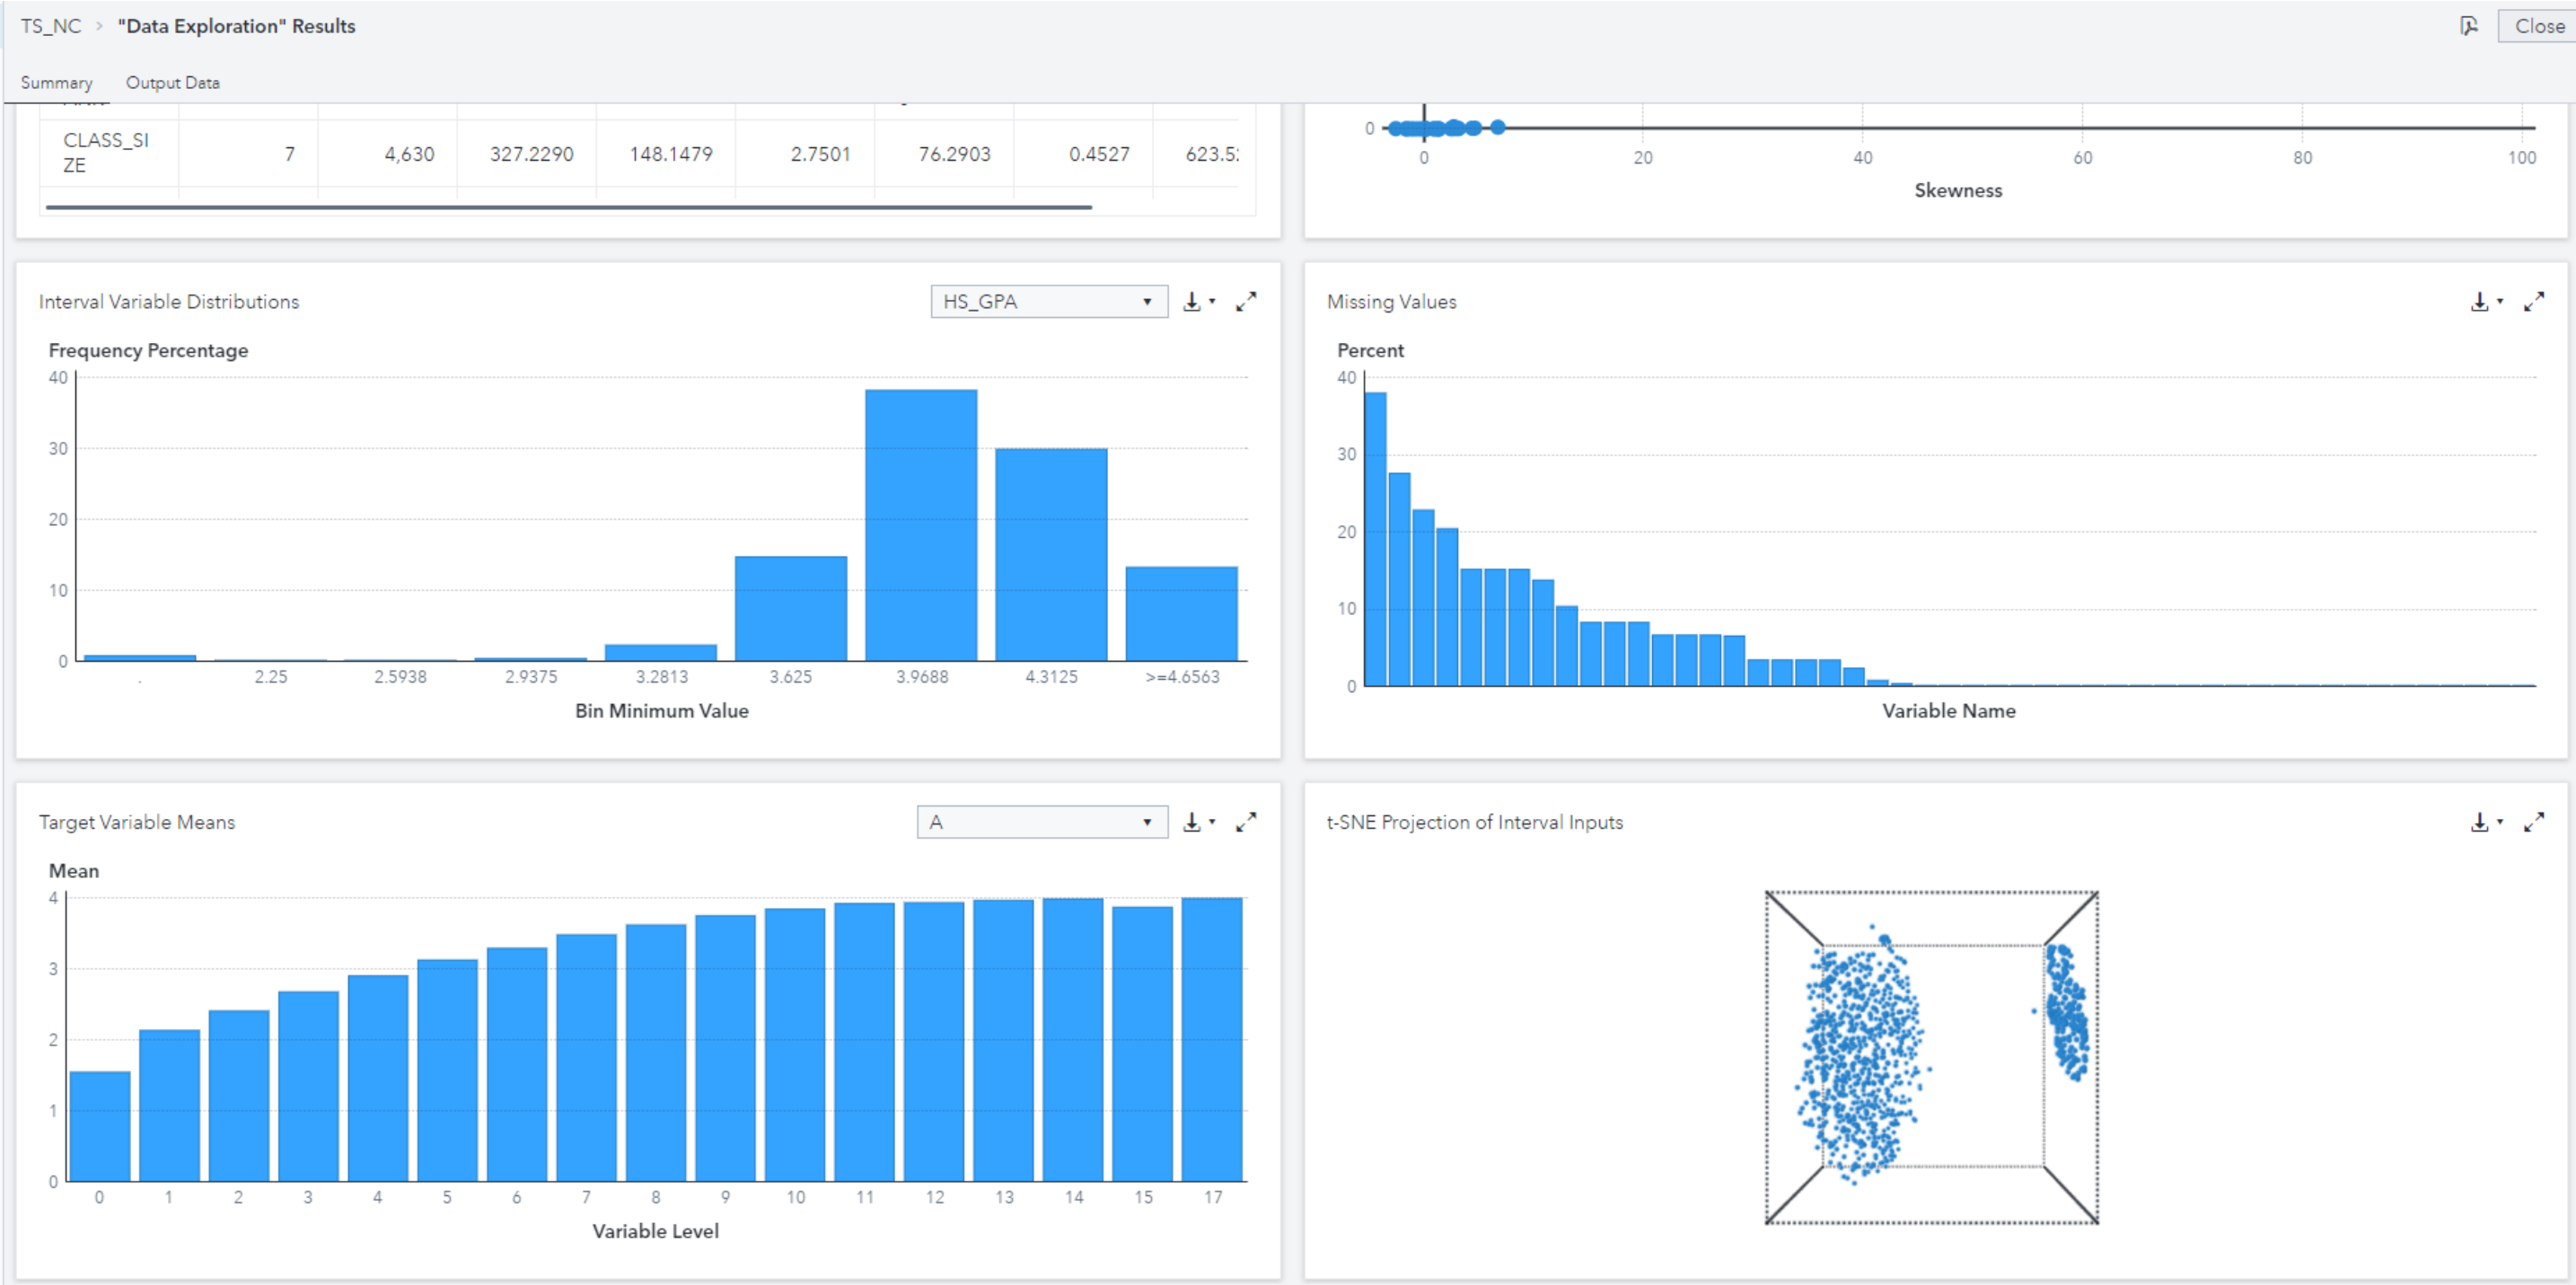 TS_NC > "Data Exploration" Results
Close
Summary Output Data
CLASS_SI
ZE
7 4,630 327.2290 148.1479 2.7501 76.2903 0.4527
0
0 20 40 60 80 100
Skewness
Interval Variable Distributions
HS_GPA
Frequency Percentage
40
30
20
10
0
. 2.25 2.5938 2.9375 3.2813 3.625 3.9688 4.3125 >=4.6563
Bin Minimum Value
Missing Values
Percent
40
30
20
10
0
Variable Name
Target Variable Means
A
Mean
4
3
2
1
0
0 1 2 3 4 5 6 7 8 9 10 11 12 13 14 15 17
Variable Level
t-SNE Projection of Interval Inputs